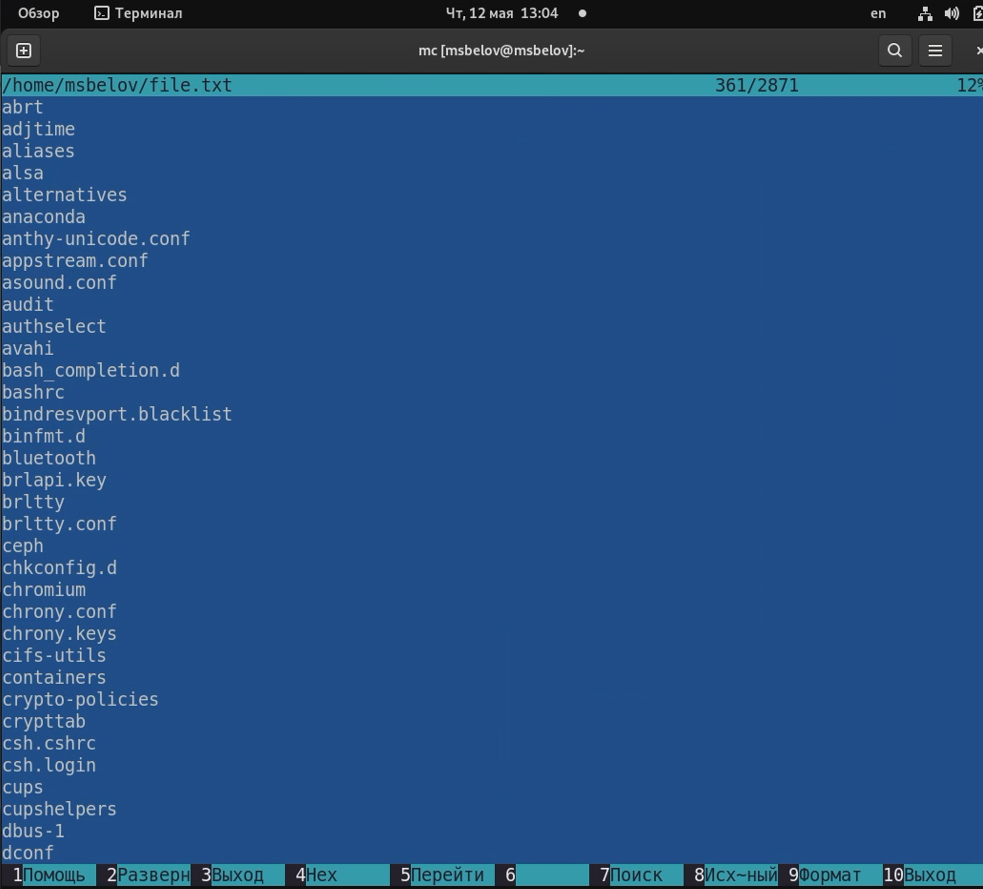 Обзор Терминал Чт, 12 мая 13:04 en
mc [msbelov@msbelov]:~
/home/msbelov/file.txt 361/2871 12%
abrt
adjtime
aliases
alsa
alternatives
anaconda
anthy-unicode.conf
appstream.conf
asound.conf
audit
authselect
avahi
bash_completion.d
bashrc
bindresvport.blacklist
binfmt.d
bluetooth
brlapi.key
brltty
brltty.conf
ceph
chkconfig.d
chromium
chrony.conf
chrony.keys
cifs-utils
containers
crypto-policies
crypttab
csh.cshrc
csh.login
cups
cupshelpers
dbus-1
dconf
1Помощь 2Разверн 3Выход 4Hex 5Перейти 6 7Поиск 8Исх~ный 9Формат 10Выход